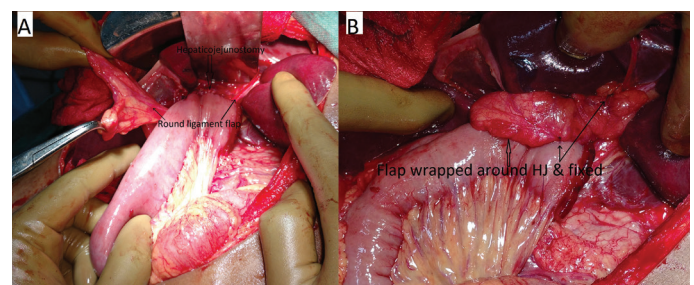 A
Hepaticojejunostomy
Round ligament flap
B
Flap wrapped around HJ & fixed